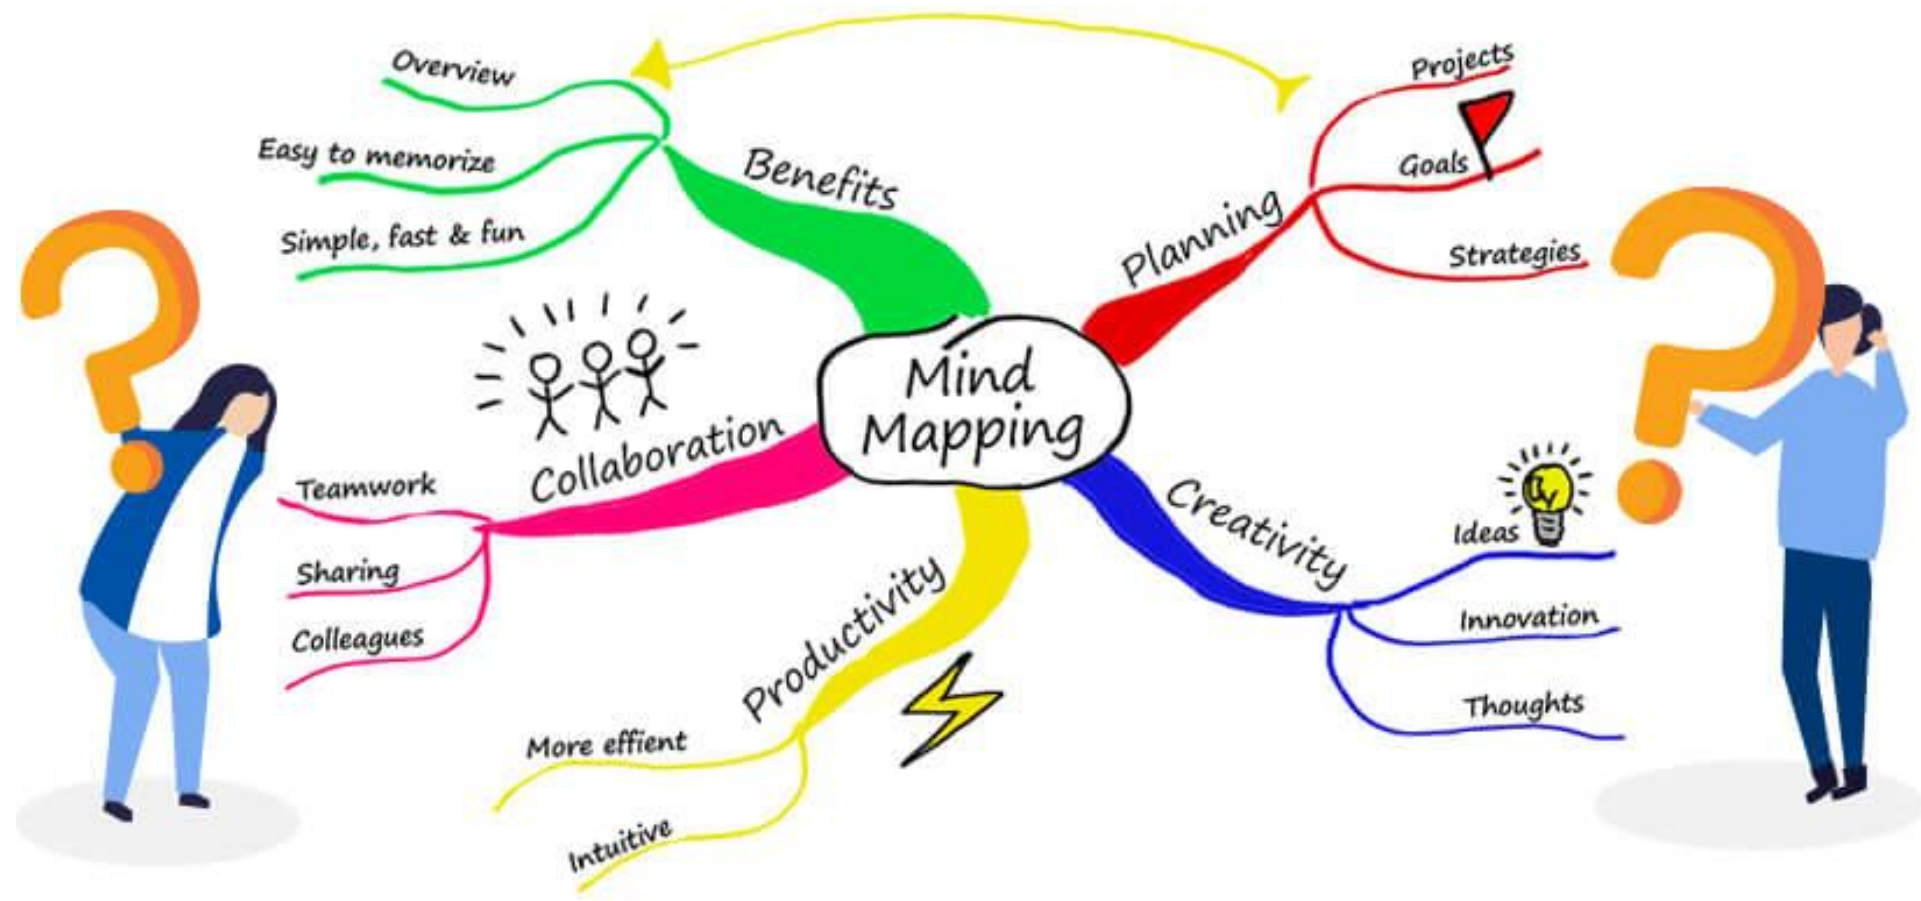 Mind
Mapping
Benefits
Overview
Easy to memorize
Simple, fast & fun
Planning
Projects
Goals
Strategies
Collaboration
Teamwork
Sharing
Colleagues
Creativity
Ideas
Innovation
Thoughts
Productivity
More effient
Intuitive